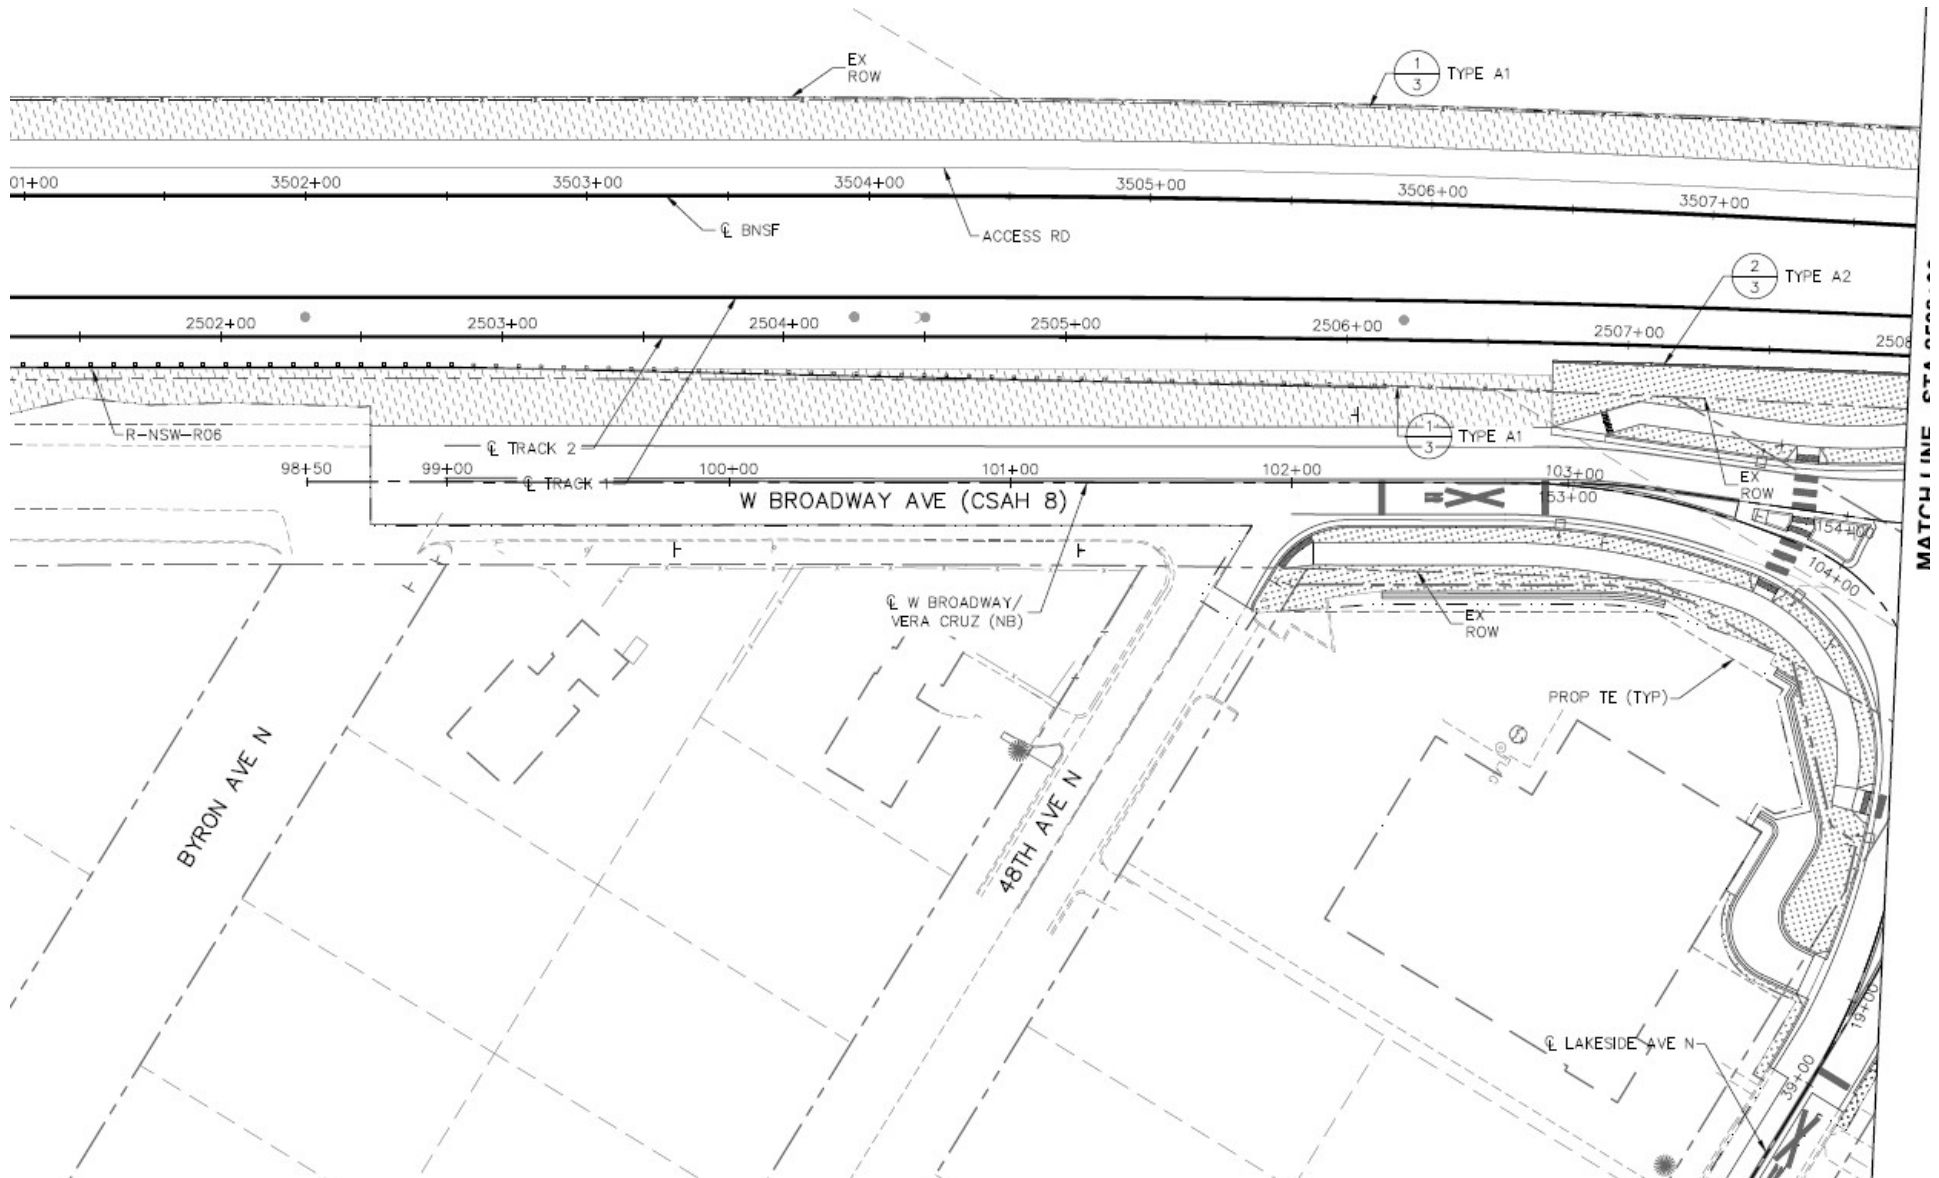 EX
ROW
1
3
TYPE A1
01+00
3502+00
3503+00
3504+00
3505+00
3506+00
3507+00
℄ BNSF
ACCESS RD
2
3
TYPE A2
2502+00
2503+00
2504+00
2505+00
2506+00
2507+00
2508
R-NSW-R06
℄ TRACK 2
1
3
TYPE A1
98+50
99+00
100+00
101+00
102+00
103+00
℄ TRACK 1
W BROADWAY AVE (CSAH 8)
153+00
EX
ROW
154+00
104+00
MATCHLINE STA
℄ W BROADWAY/
VERA CRUZ (NB)
EX
ROW
PROP TE (TYP)
FLAG
BYRON AVE N
48TH AVE N
19+00
℄ LAKESIDE AVE N
39+00